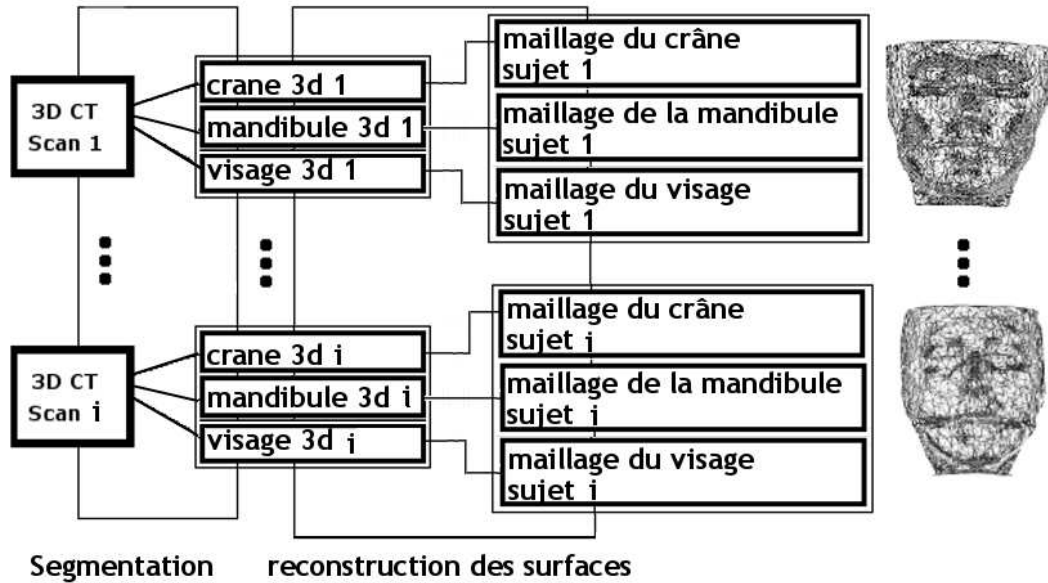 3D CT
Scan 1
crane 3d 1
mandibule 3d 1
visage 3d 1
maillage du crâne
sujet 1
maillage de la mandibule
sujet 1
maillage du visage
sujet 1
3D CT
Scan i
crane 3d i
mandibule 3d i
visage 3d i
maillage du crâne
sujet i
maillage de la mandibule
sujet i
maillage du visage
sujet i
Segmentation
reconstruction des surfaces